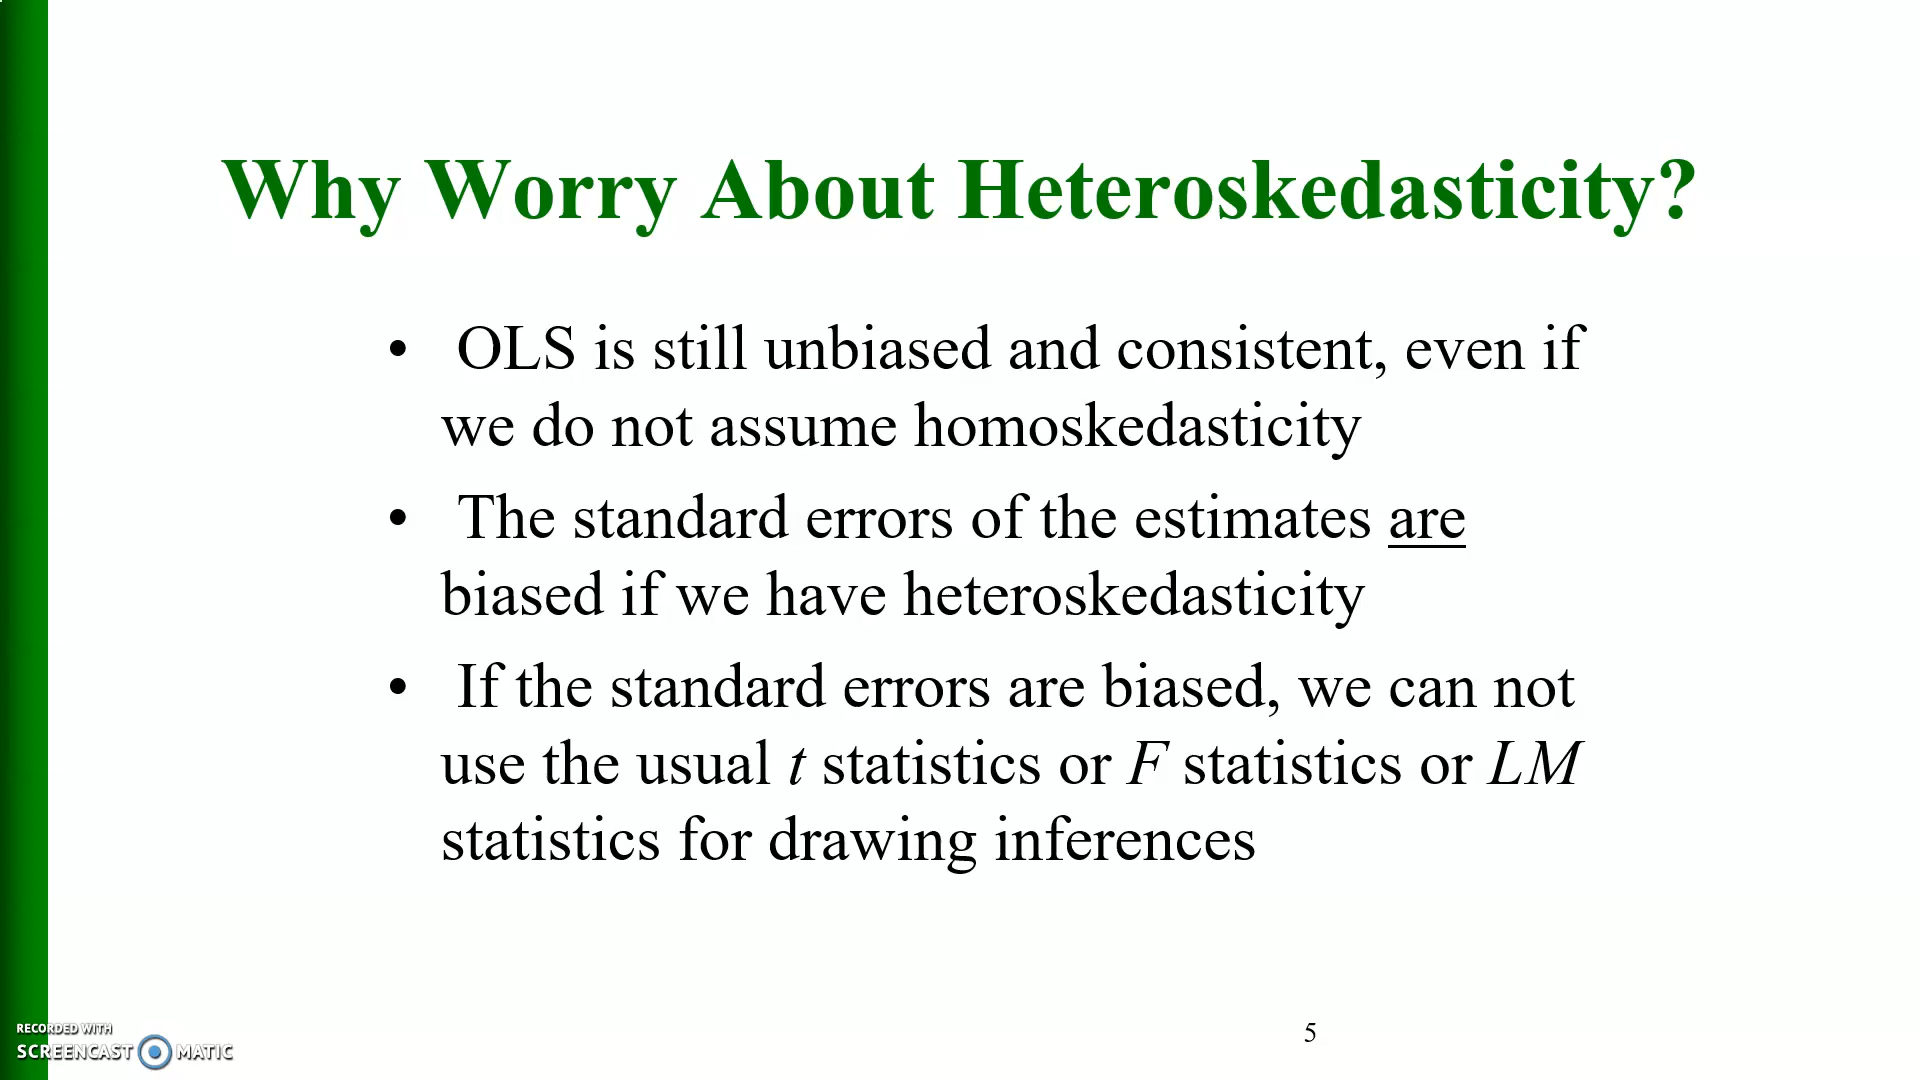 Why Worry About Heteroskedasticity?
• OLS is still unbiased and consistent, even if
we do not assume homoskedasticity
• The standard errors of the estimates are
biased if we have heteroskedasticity
• If the standard errors are biased, we can not
use the usual t statistics or F statistics or LM
statistics for drawing inferences
5
RECORDED WITH
SCREENCAST MATIC